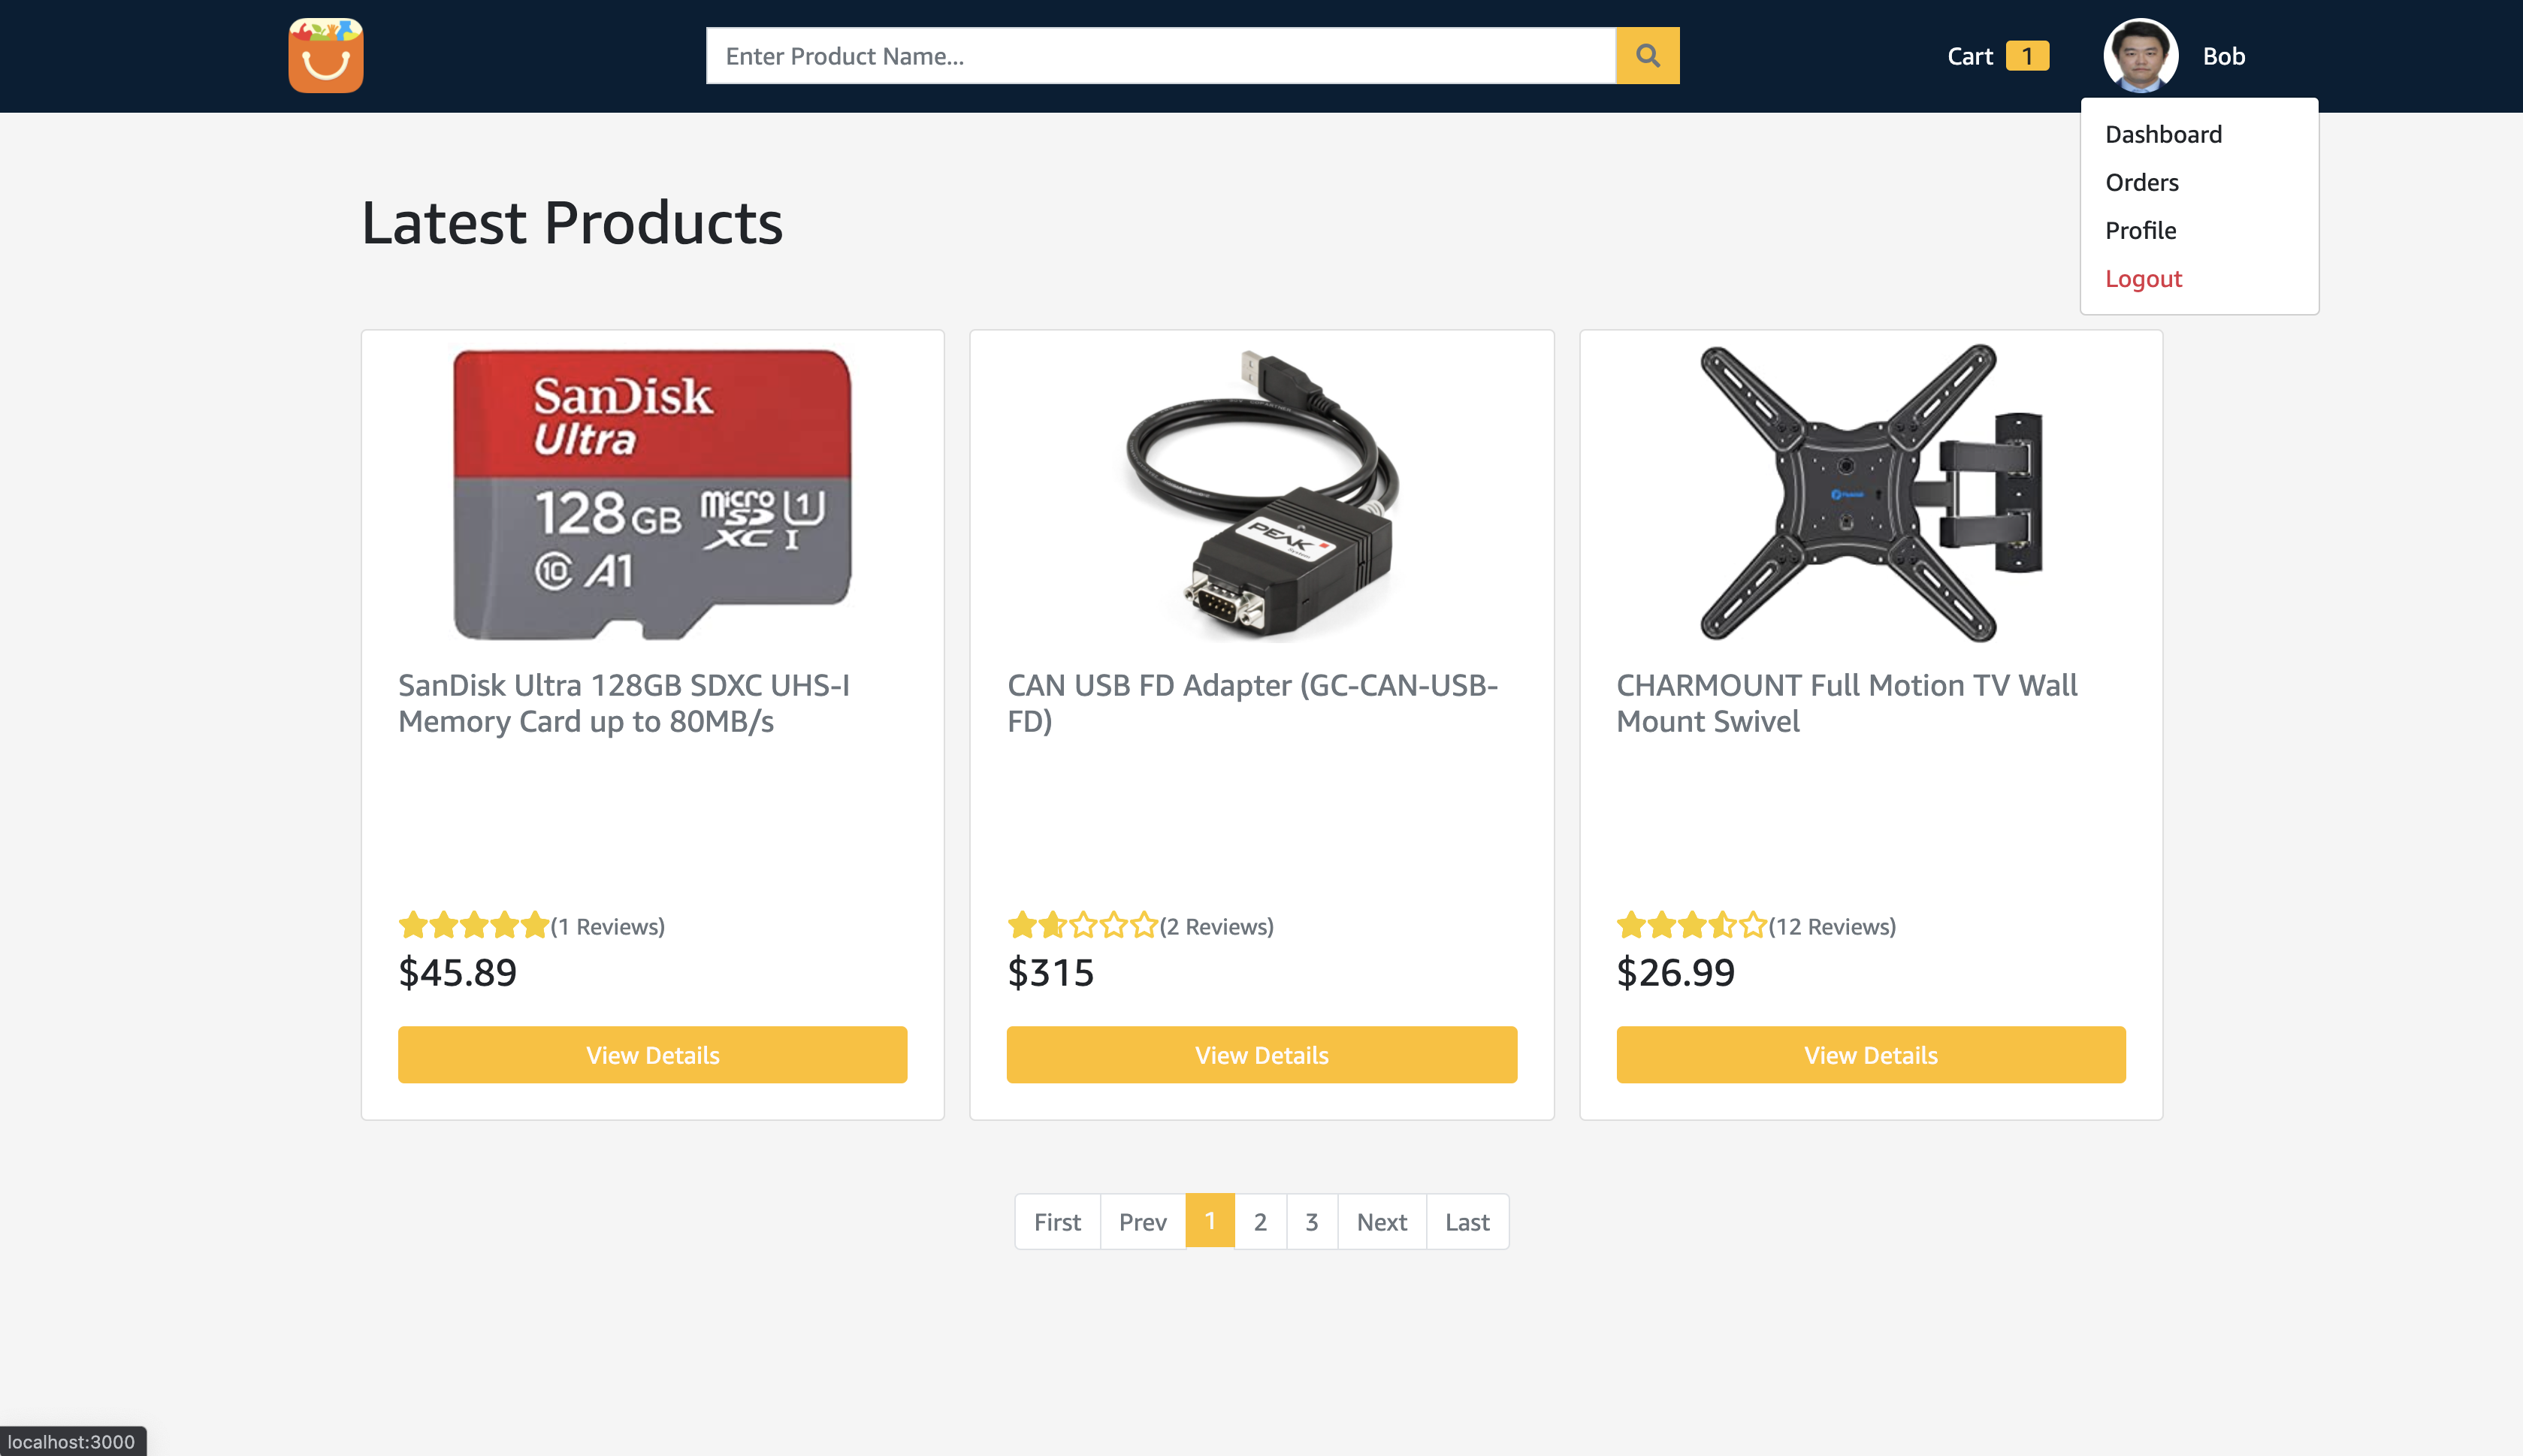 Enter Product Name...
Cart 1
Bob
Dashboard
Orders
Profile
Logout
Latest Products
SanDisk
Ultra
128GB micro SD XC I U1
10 A1
SanDisk Ultra 128GB SDXC UHS-I
Memory Card up to 80MB/s
(1 Reviews)
$45.89
View Details
PEAK
System
CAN USB FD Adapter (GC-CAN-USB-
FD)
(2 Reviews)
$315
View Details
CHARMOUNT Full Motion TV Wall
Mount Swivel
(12 Reviews)
$26.99
View Details
First Prev 1 2 3 Next Last
localhost:3000